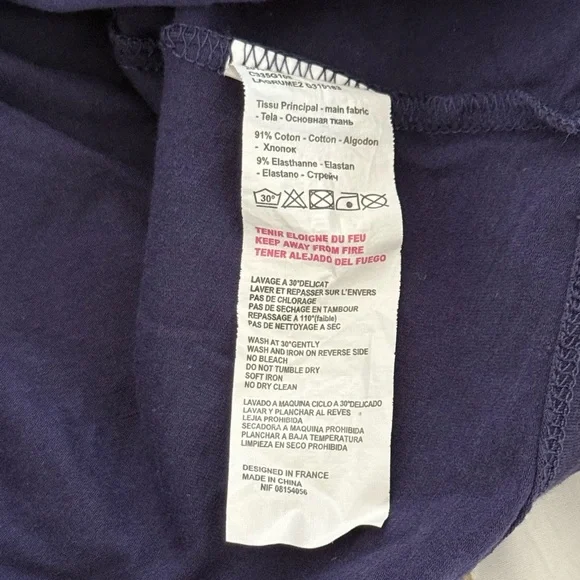 Tissu Principal - main fabric
- Tela - Основная ткань
91% Coton - Cotton - Algodon
- Хлопок
9% Elasthanne - Elastan
- Elastano - Стрейч
30°
TENIR ELOIGNE DU FEU
KEEP AWAY FROM FIRE
TENER ALEJADO DEL FUEGO
LAVAGE A 30°DELICAT
LAVER ET REPASSER SUR L'ENVERS
PAS DE CHLORAGE
PAS DE SECHAGE EN TAMBOUR
REPASSAGE A 110°(faible)
PAS DE NETTOYAGE A SEC
WASH AT 30°GENTLY
WASH AND IRON ON REVERSE SIDE
NO BLEACH
DO NOT TUMBLE DRY
SOFT IRON
NO DRY CLEAN
LAVADO A MAQUINA CICLO A 30°DELICADO
LAVAR Y PLANCHAR AL REVES
LEJIA PROHIBIDA
SECADORA A MAQUINA PROHIBIDA
PLANCHAR A BAJA TEMPERATURA
LIMPIEZA EN SECO PROHIBIDA
DESIGNED IN FRANCE
MADE IN CHINA
NIF 08154056